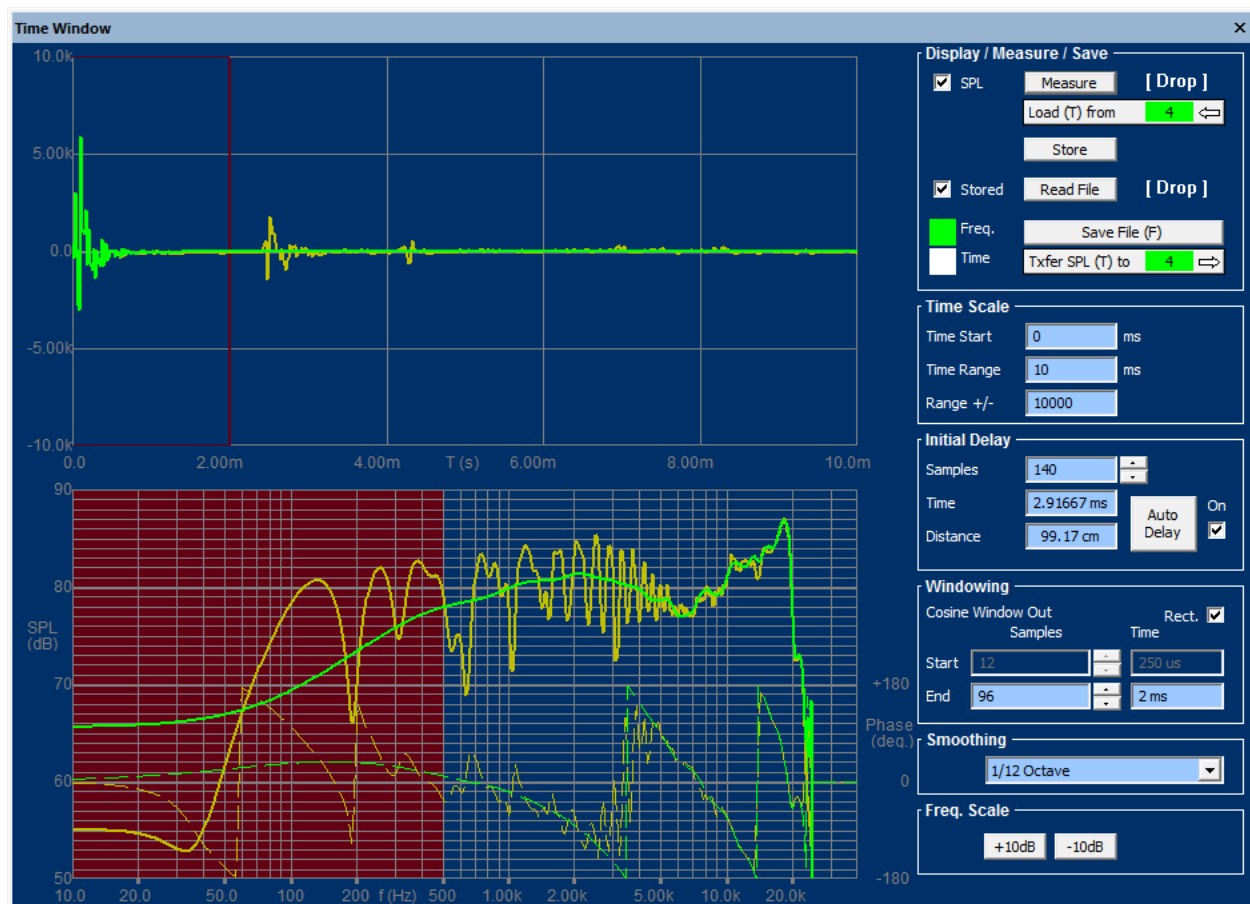 Time Window
10.0k
5.00k
0.0
-5.00k
-10.0k
0.0 2.00m 4.00m T (s) 6.00m 8.00m 10.0m
90
80
SPL
(dB)
70 +180
Phase
(deg.)
60 0
50 -180
10.0 20.0 50.0 100 200 f(Hz) 500 1.00k 2.00k 5.00k 10.0k 20.0k
Display / Measure / Save
SPL Measure [ Drop ]
Load (T) from 4
Store
Stored Read File [ Drop ]
Freq. Save File (F)
Time Txfer SPL (T) to 4
Time Scale
Time Start 0 ms
Time Range 10 ms
Range +/- 10000
Initial Delay
Samples 140
Time 2.91667 ms
Distance 99.17 cm
Auto
Delay
On
Windowing
Cosine Window Out Rect.
Samples Time
Start 12 250 us
End 96 2 ms
Smoothing
1/12 Octave
Freq. Scale
+10dB -10dB